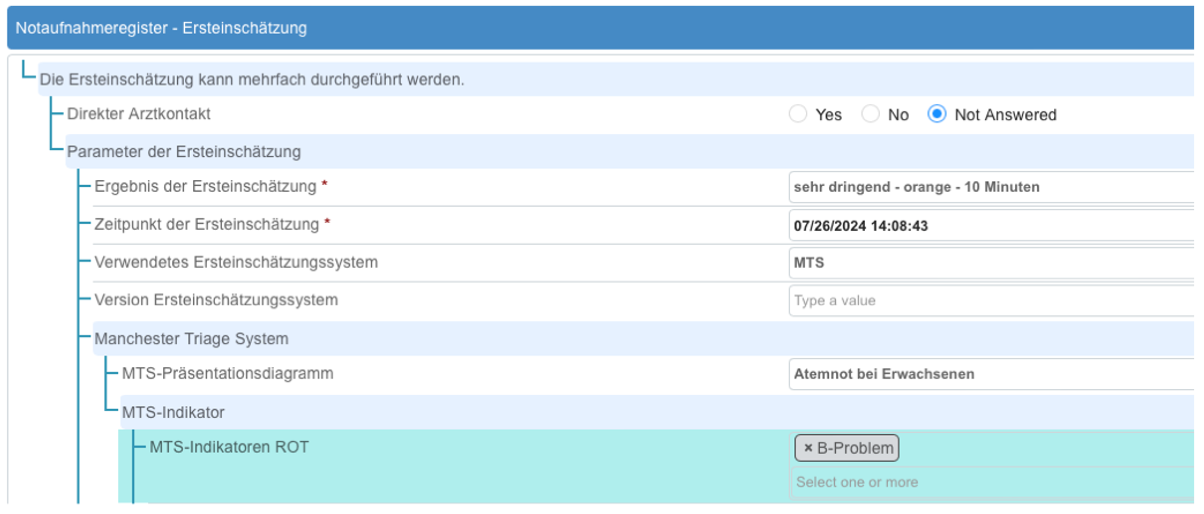 Notaufnahmeregister - Ersteinschätzung
Die Ersteinschätzung kann mehrfach durchgeführt werden.
Direkter Arztkontakt Yes No Not Answered
Parameter der Ersteinschätzung
Ergebnis der Ersteinschätzung * sehr dringend - orange - 10 Minuten
Zeitpunkt der Ersteinschätzung * 07/26/2024 14:08:43
Verwendetes Ersteinschätzungssystem MTS
Version Ersteinschätzungssystem Type a value
Manchester Triage System
MTS-Präsentationsdiagramm Atemnot bei Erwachsenen
MTS-Indikator
MTS-Indikatoren ROT × B-Problem
Select one or more